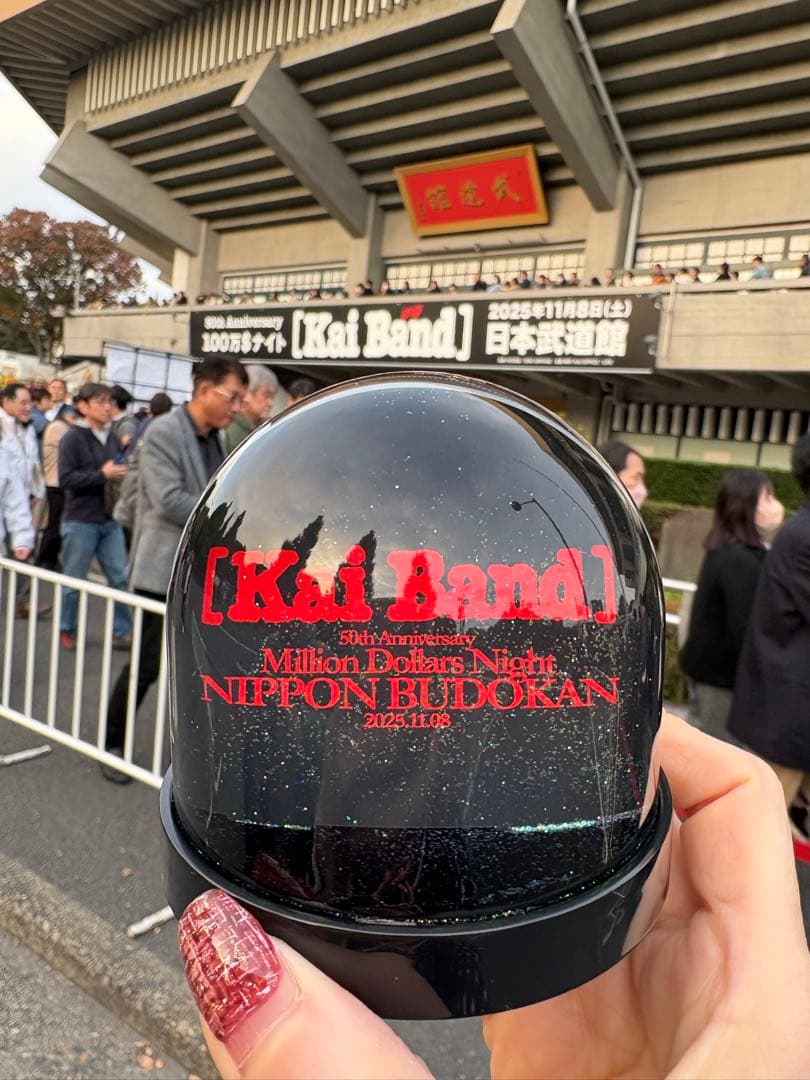 武道館
50th Anniversary
100万$ナイト
[Kai Band]
2025年11月8日(土)
日本武道館
[Kai Band]
50th Anniversary
Million Dollars Night
NIPPON BUDOKAN
2025.11.08